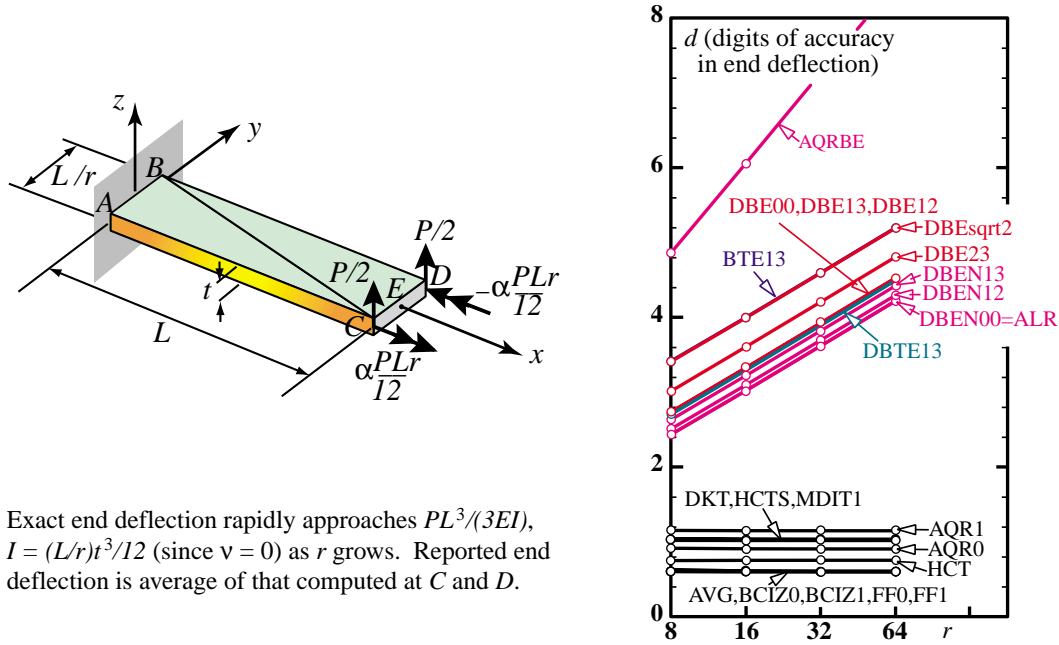 z
y
L/r
B
A
P/2
P/2
D
E
−αPLr
12
t
C
L
αPLr
12
x
Exact end deflection rapidly approaches PL³/(3EI),
I = (L/r)t³/12 (since ν = 0) as r grows. Reported end
deflection is average of that computed at C and D.
8
d (digits of accuracy
in end deflection)
AQRBE
6
DBE00,DBE13,DBE12
DBEsqrt2
BTE13
DBE23
DBEN13
DBEN12
4
DBEN00=ALR
DBTE13
2
DKT,HCTS,MDIT1
AQR1
AQR0
HCT
AVG,BCIZ0,BCIZ1,FF0,FF1
0
8 16 32 64 r